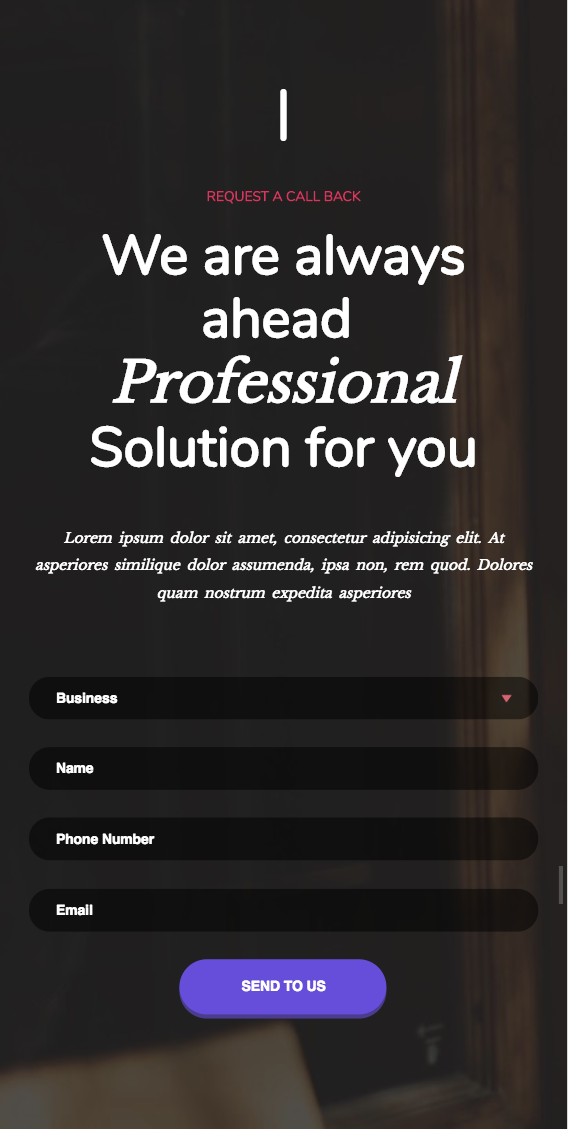 REQUEST A CALL BACK
We are always
ahead
Professional
Solution for you
Lorem ipsum dolor sit amet, consectetur adipisicing elit. At
asperiores similique dolor assumenda, ipsa non, rem quod. Dolores
quam nostrum expedita asperiores
Business
Name
Phone Number
Email
SEND TO US